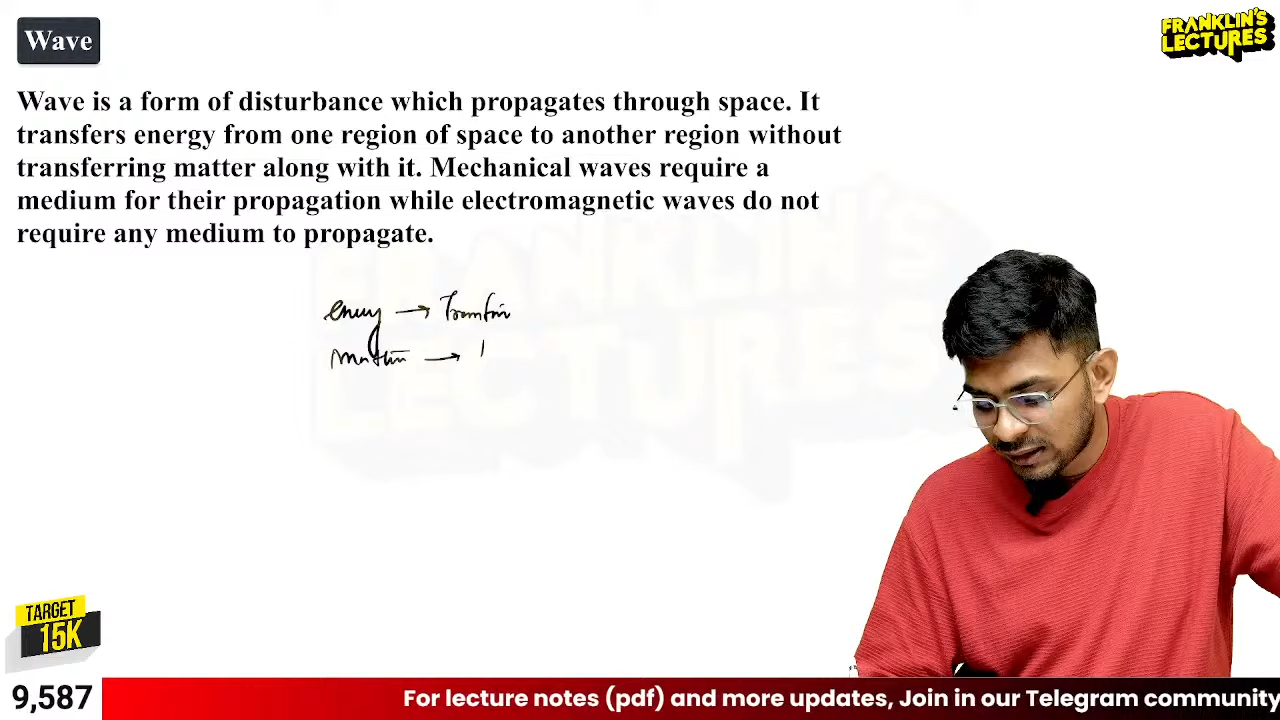 Wave
FRANKLIN'S
LECTURES
Wave is a form of disturbance which propagates through space. It
transfers energy from one region of space to another region without
transferring matter along with it. Mechanical waves require a
medium for their propagation while electromagnetic waves do not
require any medium to propagate.
energy → Transfer
Matter →
FRANKLIN'S
LECTURES
TARGET
15K
9,587
For lecture notes (pdf) and more updates, Join in our Telegram community